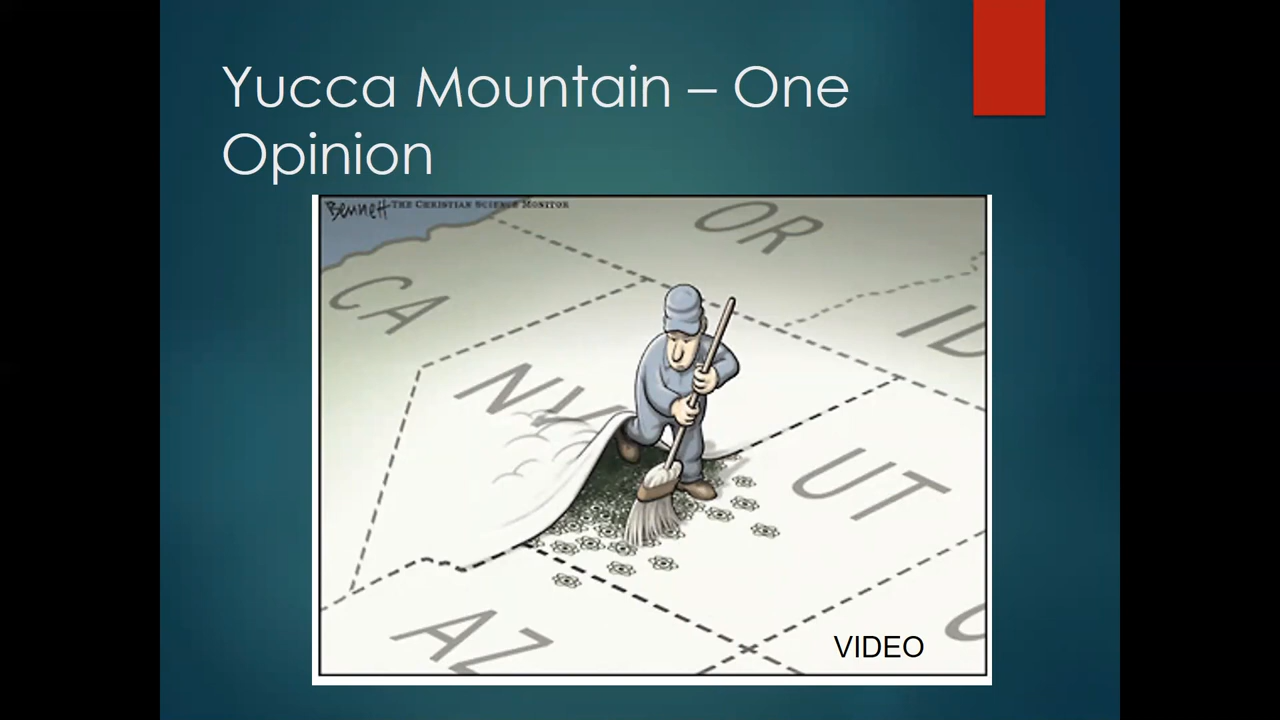 Yucca Mountain – One
Opinion
Bennett THE CHRISTIAN SCIENCE MONITOR
OR
CA
ID
NV
UT
AZ
C
VIDEO